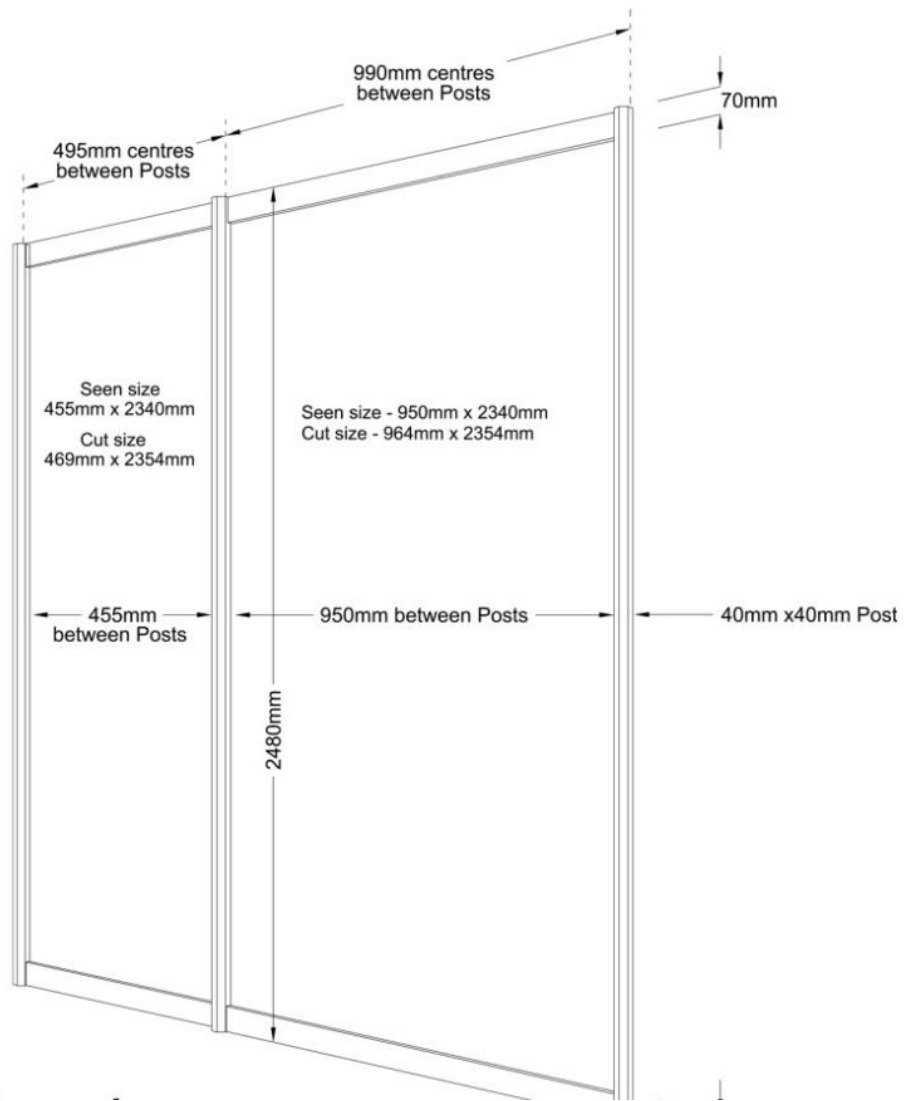 990mm centres
between Posts
70mm
495mm centres
between Posts
Seen size
455mm x 2340mm
Cut size
469mm x 2354mm
Seen size - 950mm x 2340mm
Cut size - 964mm x 2354mm
455mm
between Posts
950mm between Posts
40mm x40mm Post
2480mm